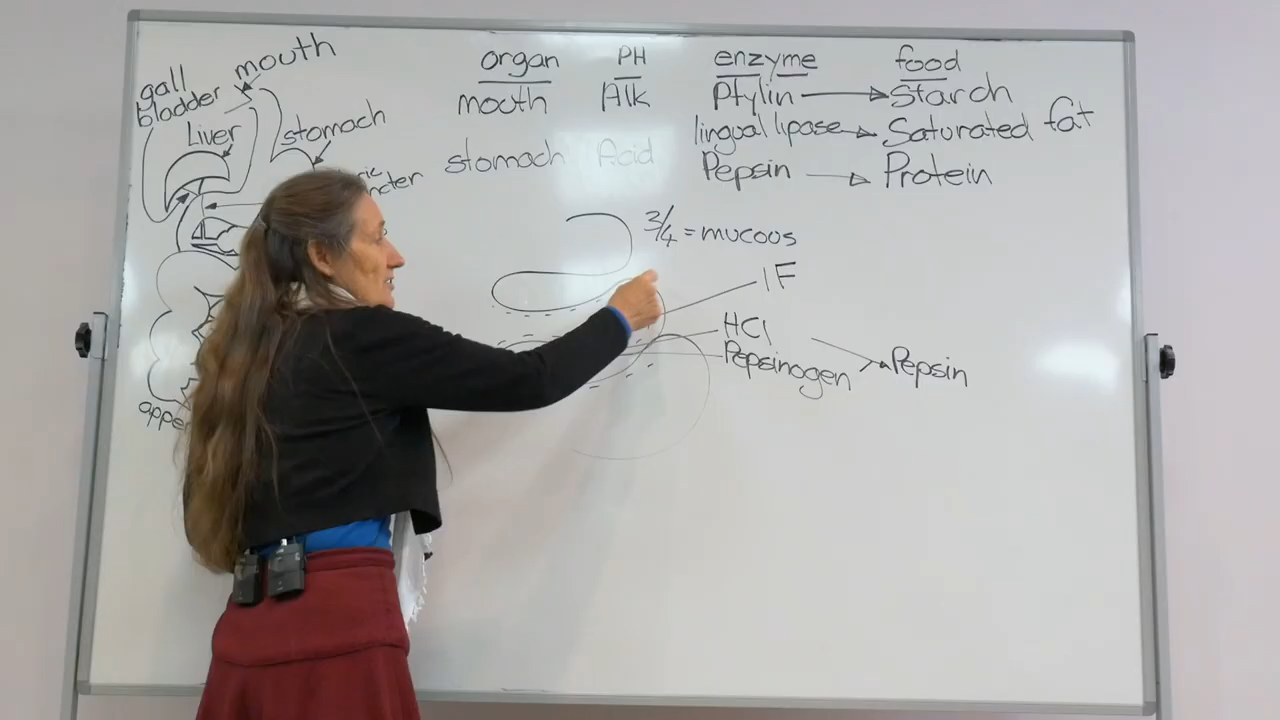 mouth
gall
bladder
Liver
stomach
organ PH enzyme food
mouth Alk Ptylin Starch
lingual lipase Saturated fat
stomach Acid Pepsin Protein
3/4 = mucous
IF
HCl
Pepsinogen Pepsin